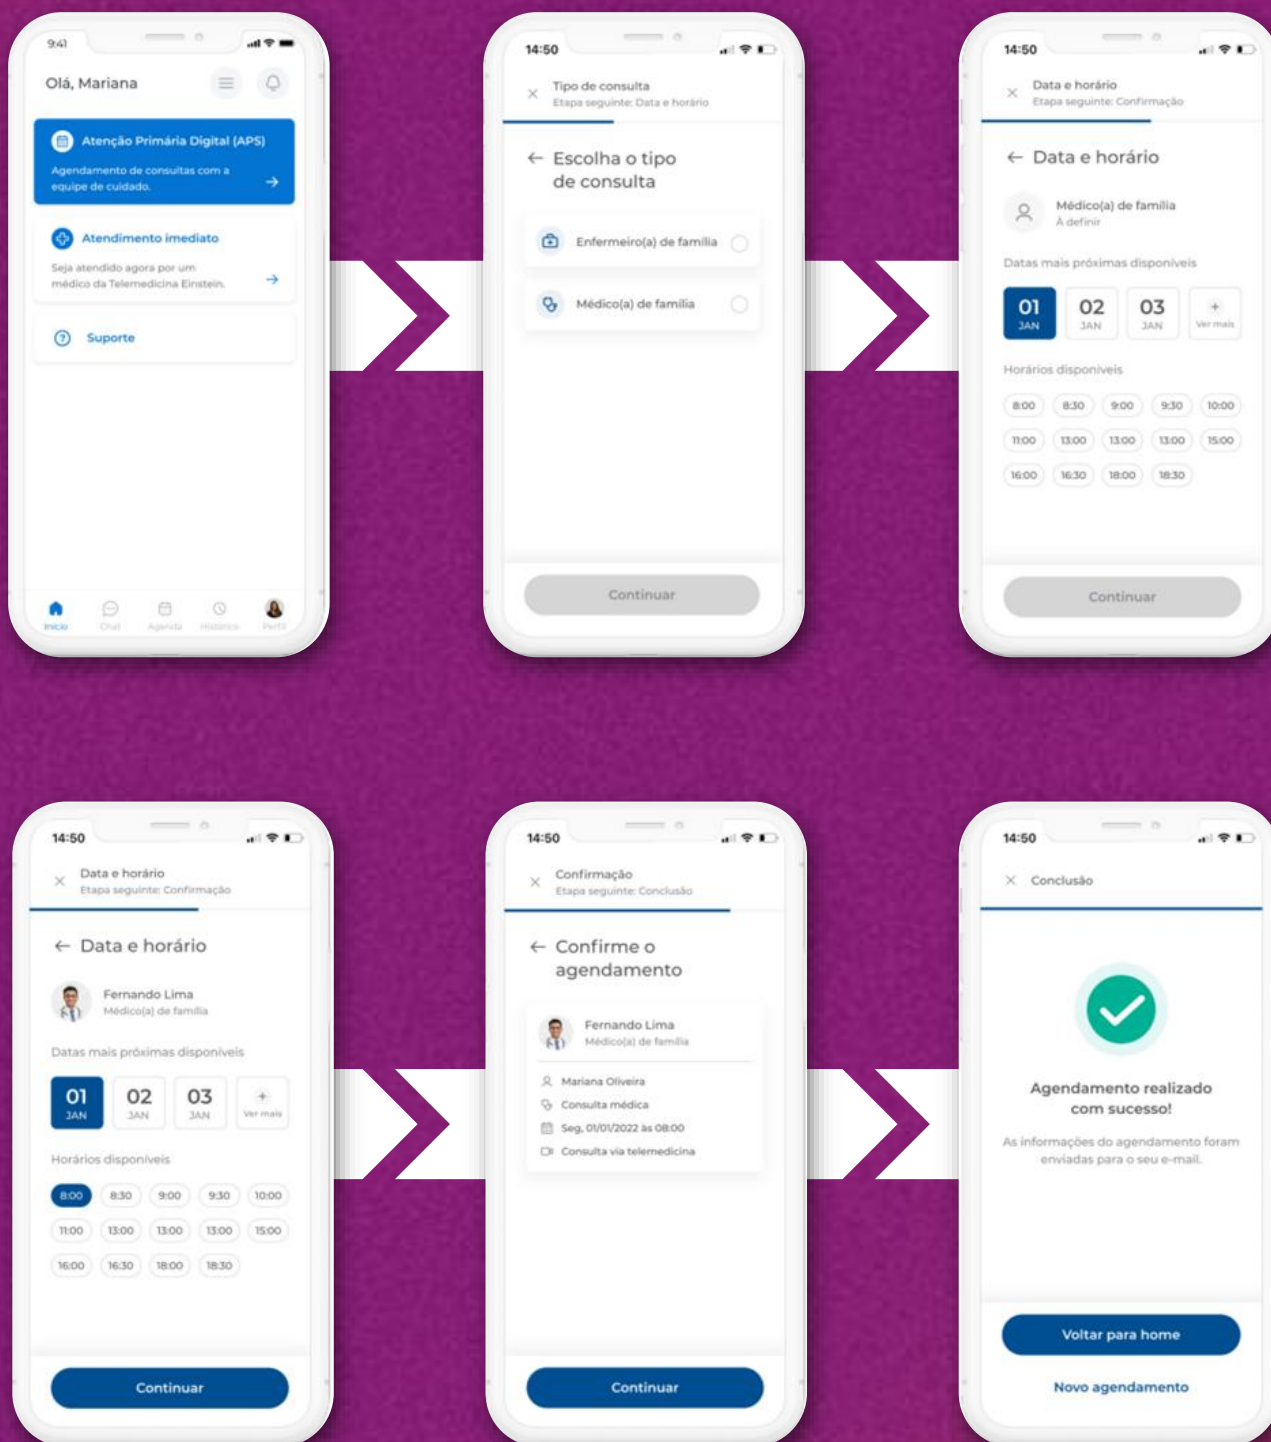 9:41
Olá, Mariana
Atenção Primária Digital (APS)
Agendamento de consultas com a
equipe de cuidado.
Atendimento imediato
Seja atendido agora por um
médico da Telemedicina Einstein.
Suporte
Início
Chat
Agenda
Histórico
Perfil
14:50
Tipo de consulta
Etapa seguinte: Data e horário
Escolha o tipo
de consulta
Enfermeiro(a) de família
Médico(a) de família
Continuar
14:50
Data e horário
Etapa seguinte: Confirmação
Data e horário
Médico(a) de família
À definir
Datas mais próximas disponíveis
01 02 03 +
JAN JAN JAN Ver mais
Horários disponíveis
8:00 8:30 9:00 9:30 10:00
11:00 13:00 13:00 13:00 15:00
16:00 16:30 18:00 18:30
Continuar
14:50
Data e horário
Etapa seguinte: Confirmação
Data e horário
Fernando Lima
Médico(a) de família
Datas mais próximas disponíveis
01 02 03 +
JAN JAN JAN Ver mais
Horários disponíveis
8:00 8:30 9:00 9:30 10:00
11:00 13:00 13:00 13:00 15:00
16:00 16:30 18:00 18:30
Continuar
14:50
Confirmação
Etapa seguinte: Conclusão
Confirme o
agendamento
Fernando Lima
Médico(a) de família
Mariana Oliveira
Consulta médica
Seg, 01/01/2022 às 08:00
Consulta via telemedicina
Continuar
14:50
Conclusão
Agendamento realizado
com sucesso!
As informações do agendamento foram
enviadas para o seu e-mail.
Voltar para home
Novo agendamento